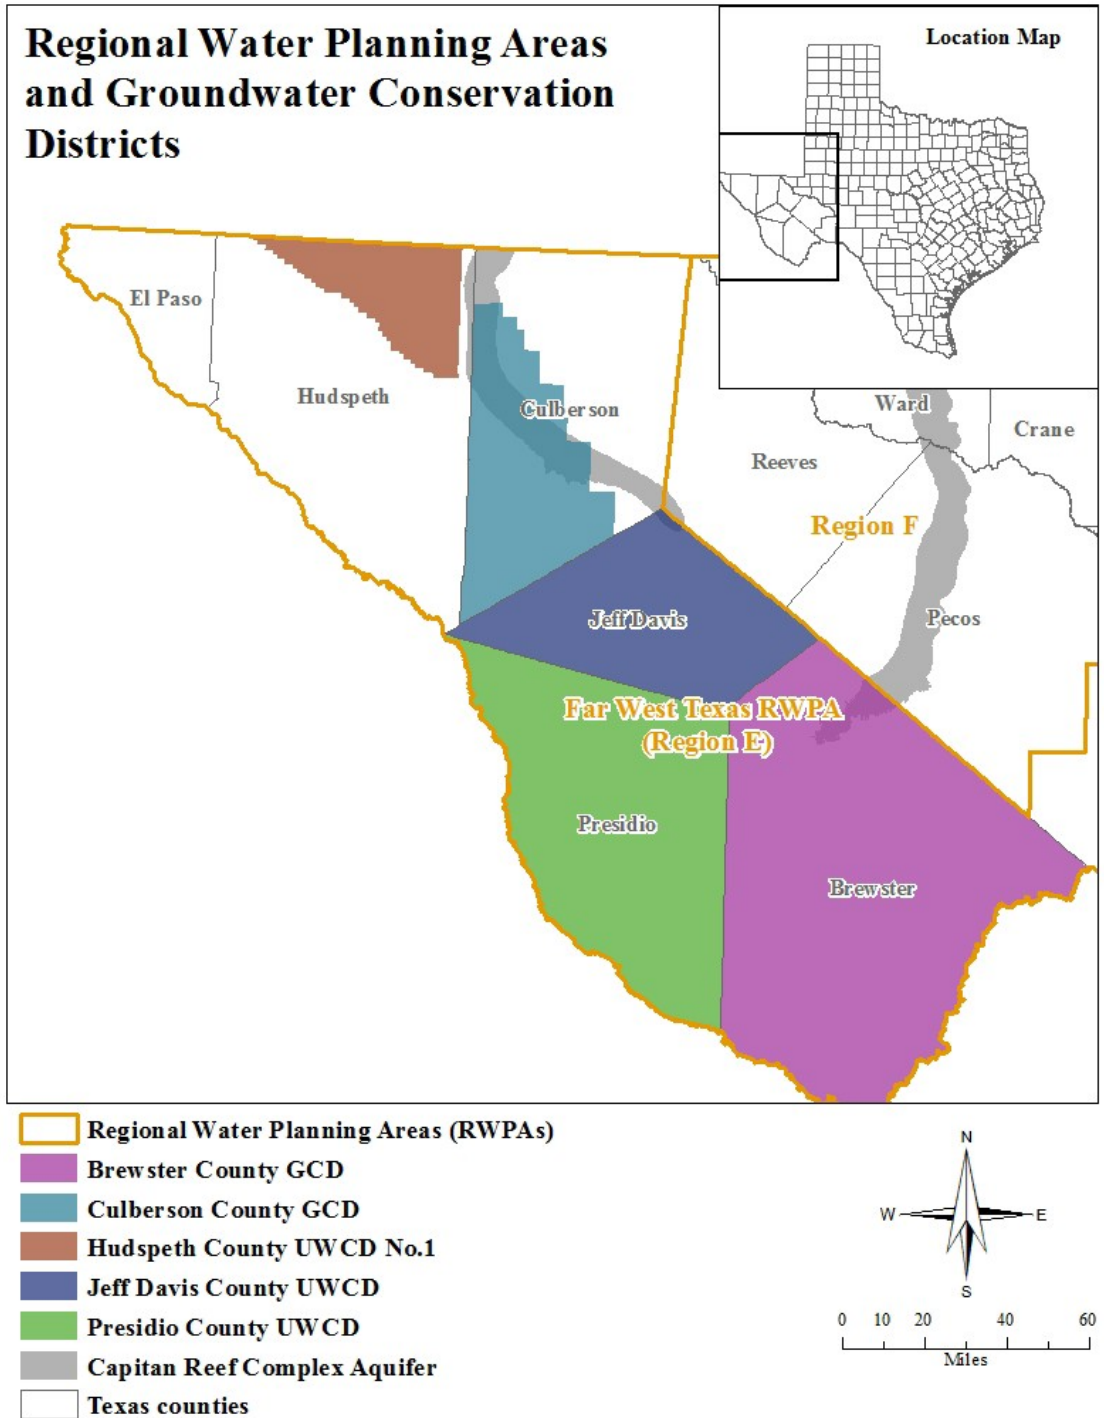 Regional Water Planning Areas
and Groundwater Conservation
Districts
Location Map
El Paso
Hudspeth
Culberson
Ward
Crane
Reeves
Region F
Jeff Davis
Pecos
Far West Texas RWPA
(Region E)
Presidio
Brewster
Regional Water Planning Areas (RWPAs)
Brewster County GCD
Culberson County GCD
Hudspeth County UWCD No.1
Jeff Davis County UWCD
Presidio County UWCD
Capitan Reef Complex Aquifer
Texas counties
N
W E
S
0 10 20 40 60
Miles